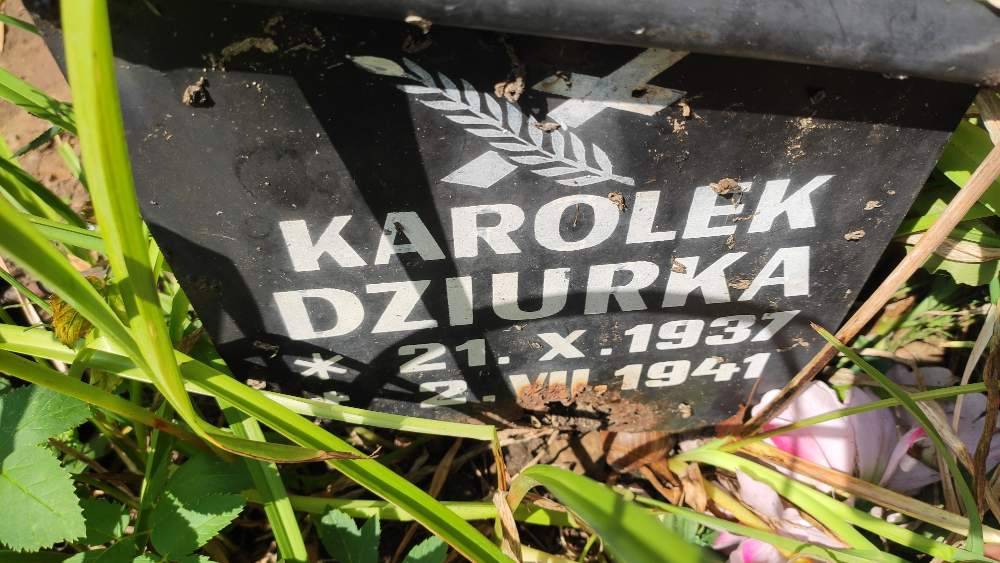 KAROLEK
DZIURKA
* 21. X. 1937
* 2. VII. 1941